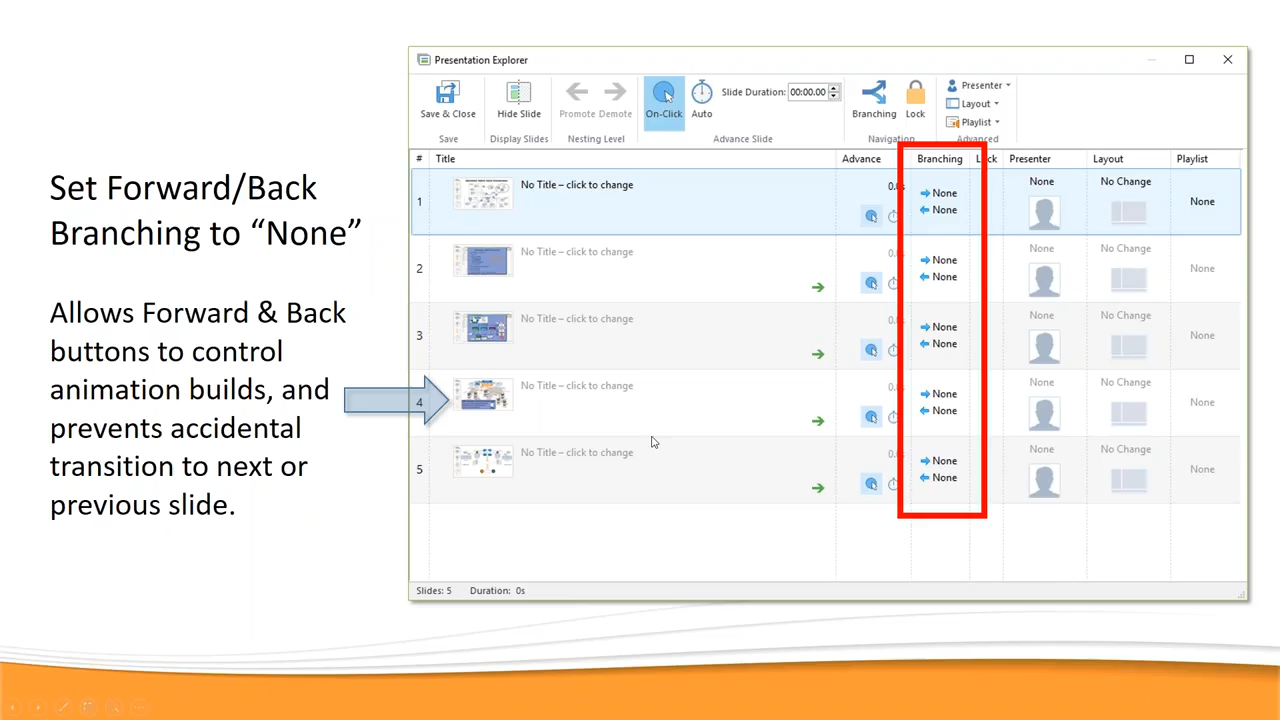 Set Forward/Back
Branching to “None”
Allows Forward & Back
buttons to control
animation builds, and
prevents accidental
transition to next or
previous slide.
Presentation Explorer
Save & Close
Hide Slide
Promote Demote
On-Click
Auto
Slide Duration: 00:00.00
Branching
Lock
Presenter
Layout
Playlist
Save
Display Slides
Nesting Level
Advance Slide
Navigation
Advanced
# Title Advance Branching Presenter Layout Playlist
1 No Title – click to change None None None No Change None
2 No Title – click to change None None None No Change None
3 No Title – click to change None None None No Change None
4 No Title – click to change None None None No Change None
5 No Title – click to change None None None No Change None
Slides: 5 Duration: 0s